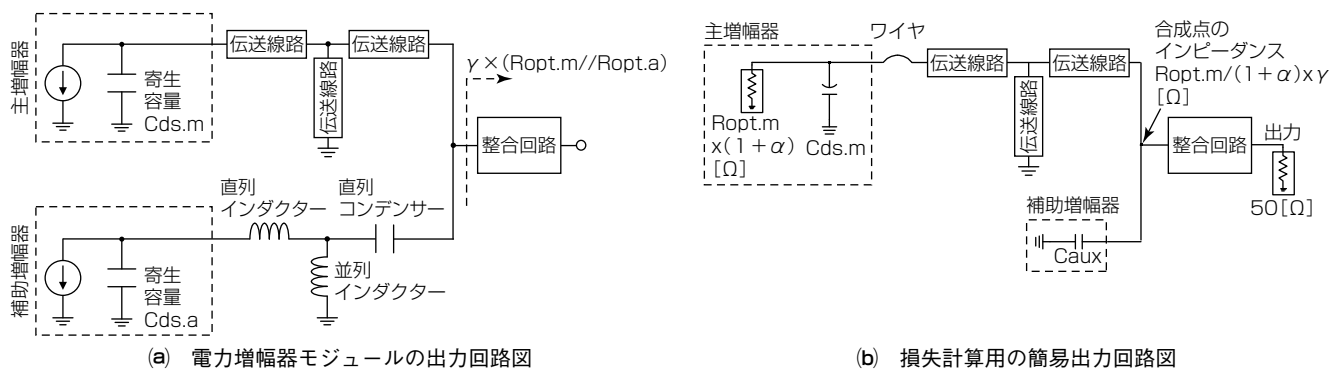 主増幅器
寄生
容量
Cds.m
伝送線路
伝送線路
伝送線路
γ×(Ropt.m//Ropt.a)
整合回路
補助増幅器
寄生
容量
Cds.a
直列
インダクター
直列
コンデンサー
並列
インダクター
(a) 電力増幅器モジュールの出力回路図
主増幅器
Ropt.m
x(1+α)
[Ω]
Cds.m
ワイヤ
伝送線路
伝送線路
伝送線路
合成点の
インピーダンス
Ropt.m/(1+α)xγ
[Ω]
整合回路
出力
50[Ω]
補助増幅器
Caux
(b) 損失計算用の簡易出力回路図